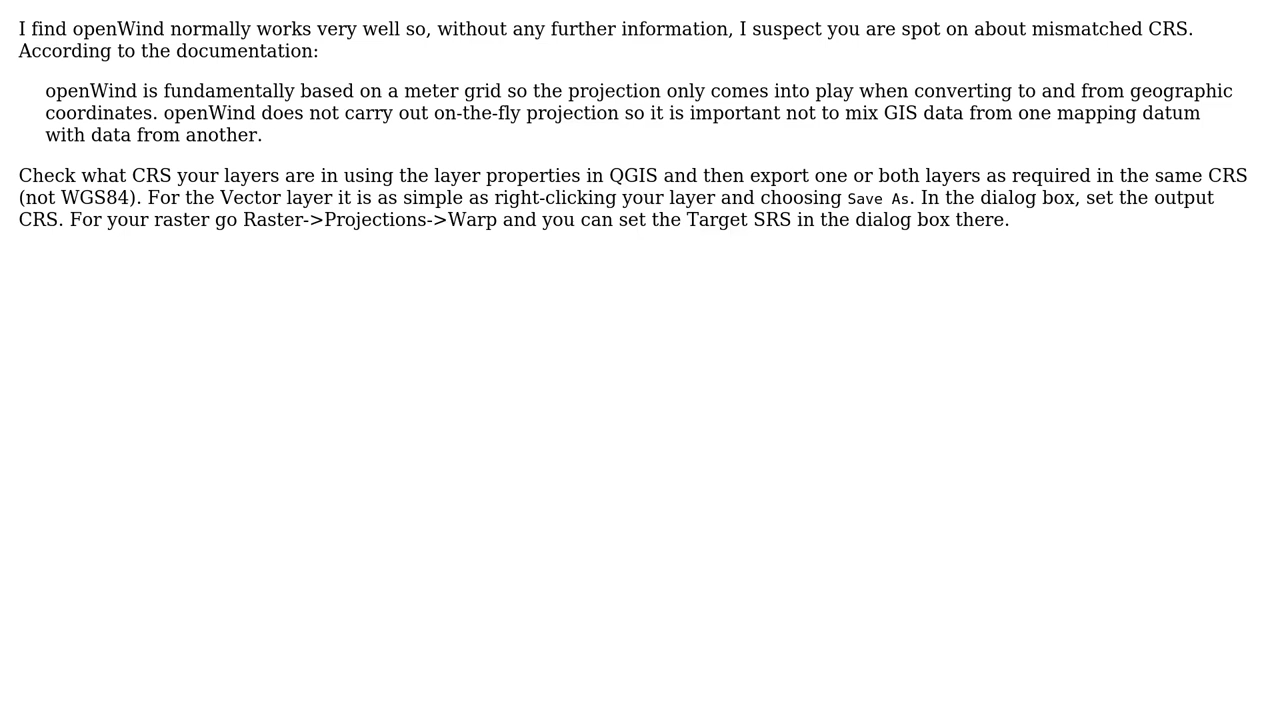 I find openWind normally works very well so, without any further information, I suspect you are spot on about mismatched CRS.
According to the documentation:
openWind is fundamentally based on a meter grid so the projection only comes into play when converting to and from geographic
coordinates. openWind does not carry out on-the-fly projection so it is important not to mix GIS data from one mapping datum
with data from another.
Check what CRS your layers are in using the layer properties in QGIS and then export one or both layers as required in the same CRS
(not WGS84). For the Vector layer it is as simple as right-clicking your layer and choosing Save As. In the dialog box, set the output
CRS. For your raster go Raster->Projections->Warp and you can set the Target SRS in the dialog box there.